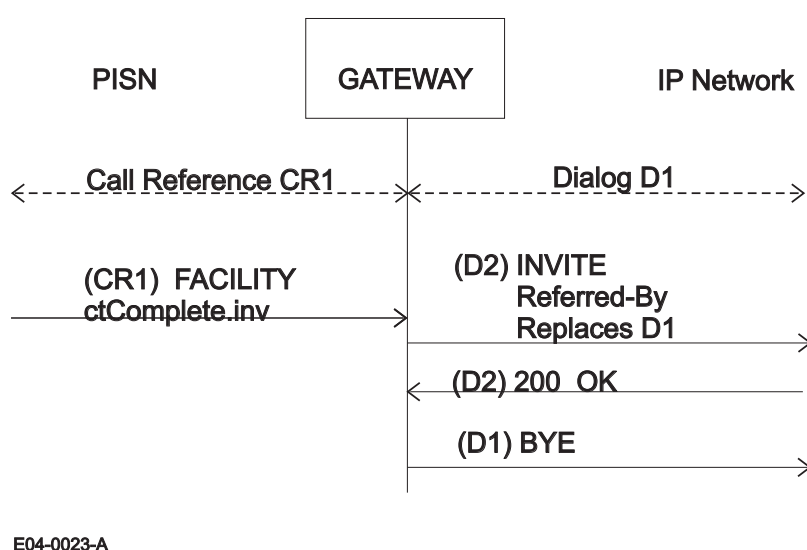 PISN
GATEWAY
IP Network
Call Reference CR1
Dialog D1
(CR1) FACILITY
ctComplete.inv
(D2) INVITE
Referred-By
Replaces D1
(D2) 200 OK
(D1) BYE
E04-0023-A